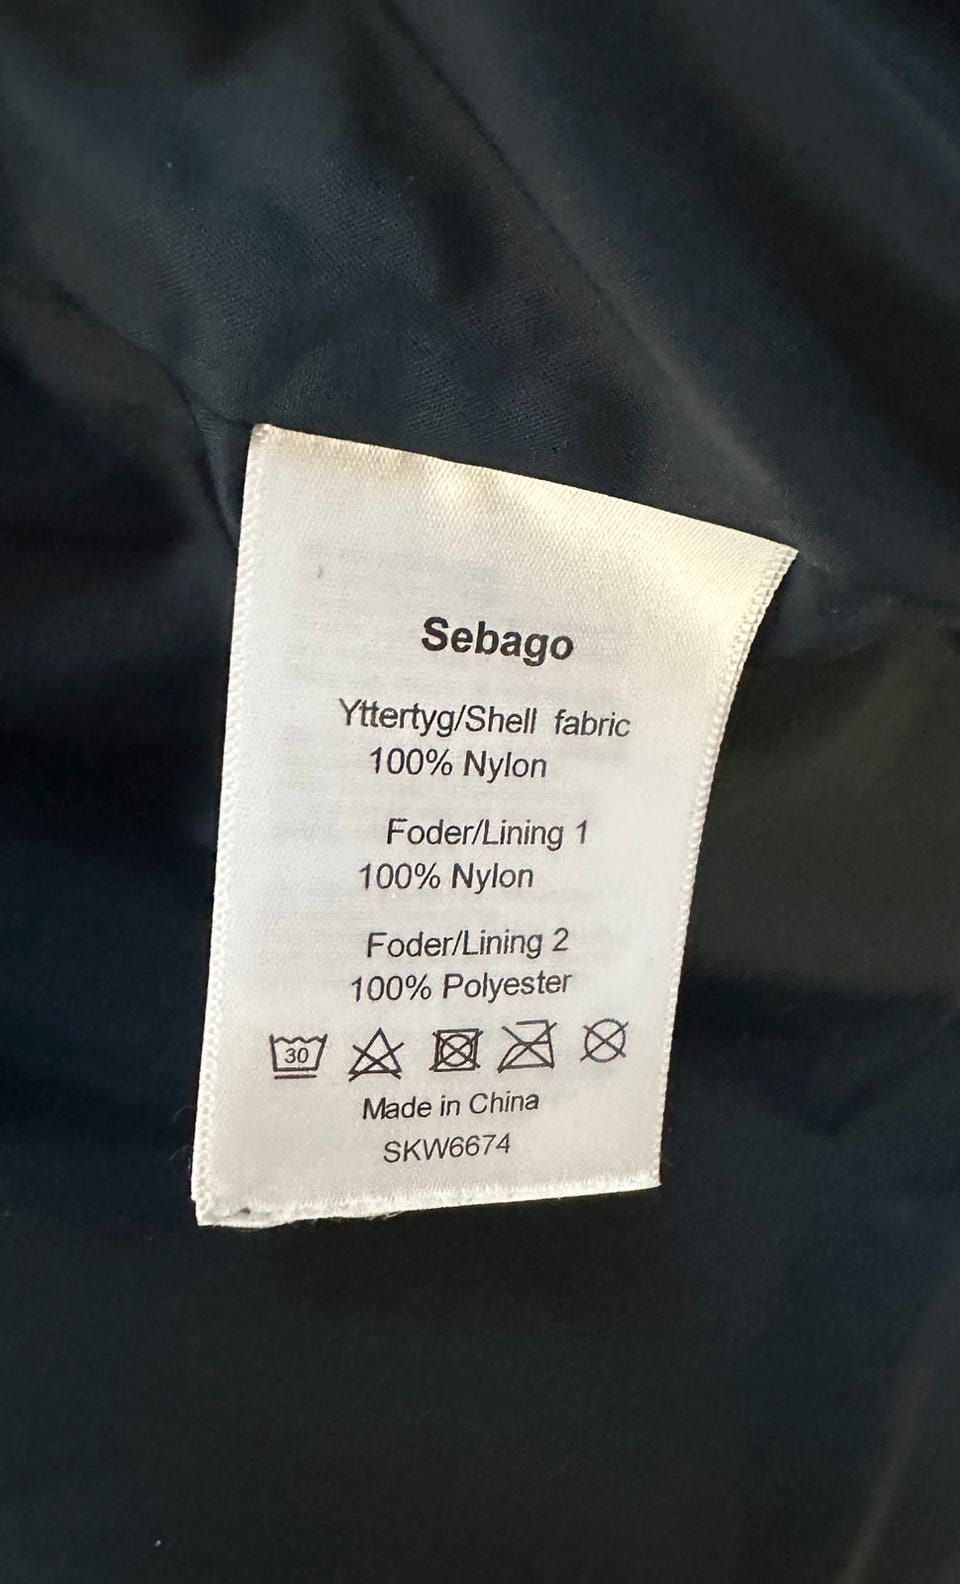 Sebago
Yttertyg/Shell fabric
100% Nylon
Foder/Lining 1
100% Nylon
Foder/Lining 2
100% Polyester
30
Made in China
SKW6674